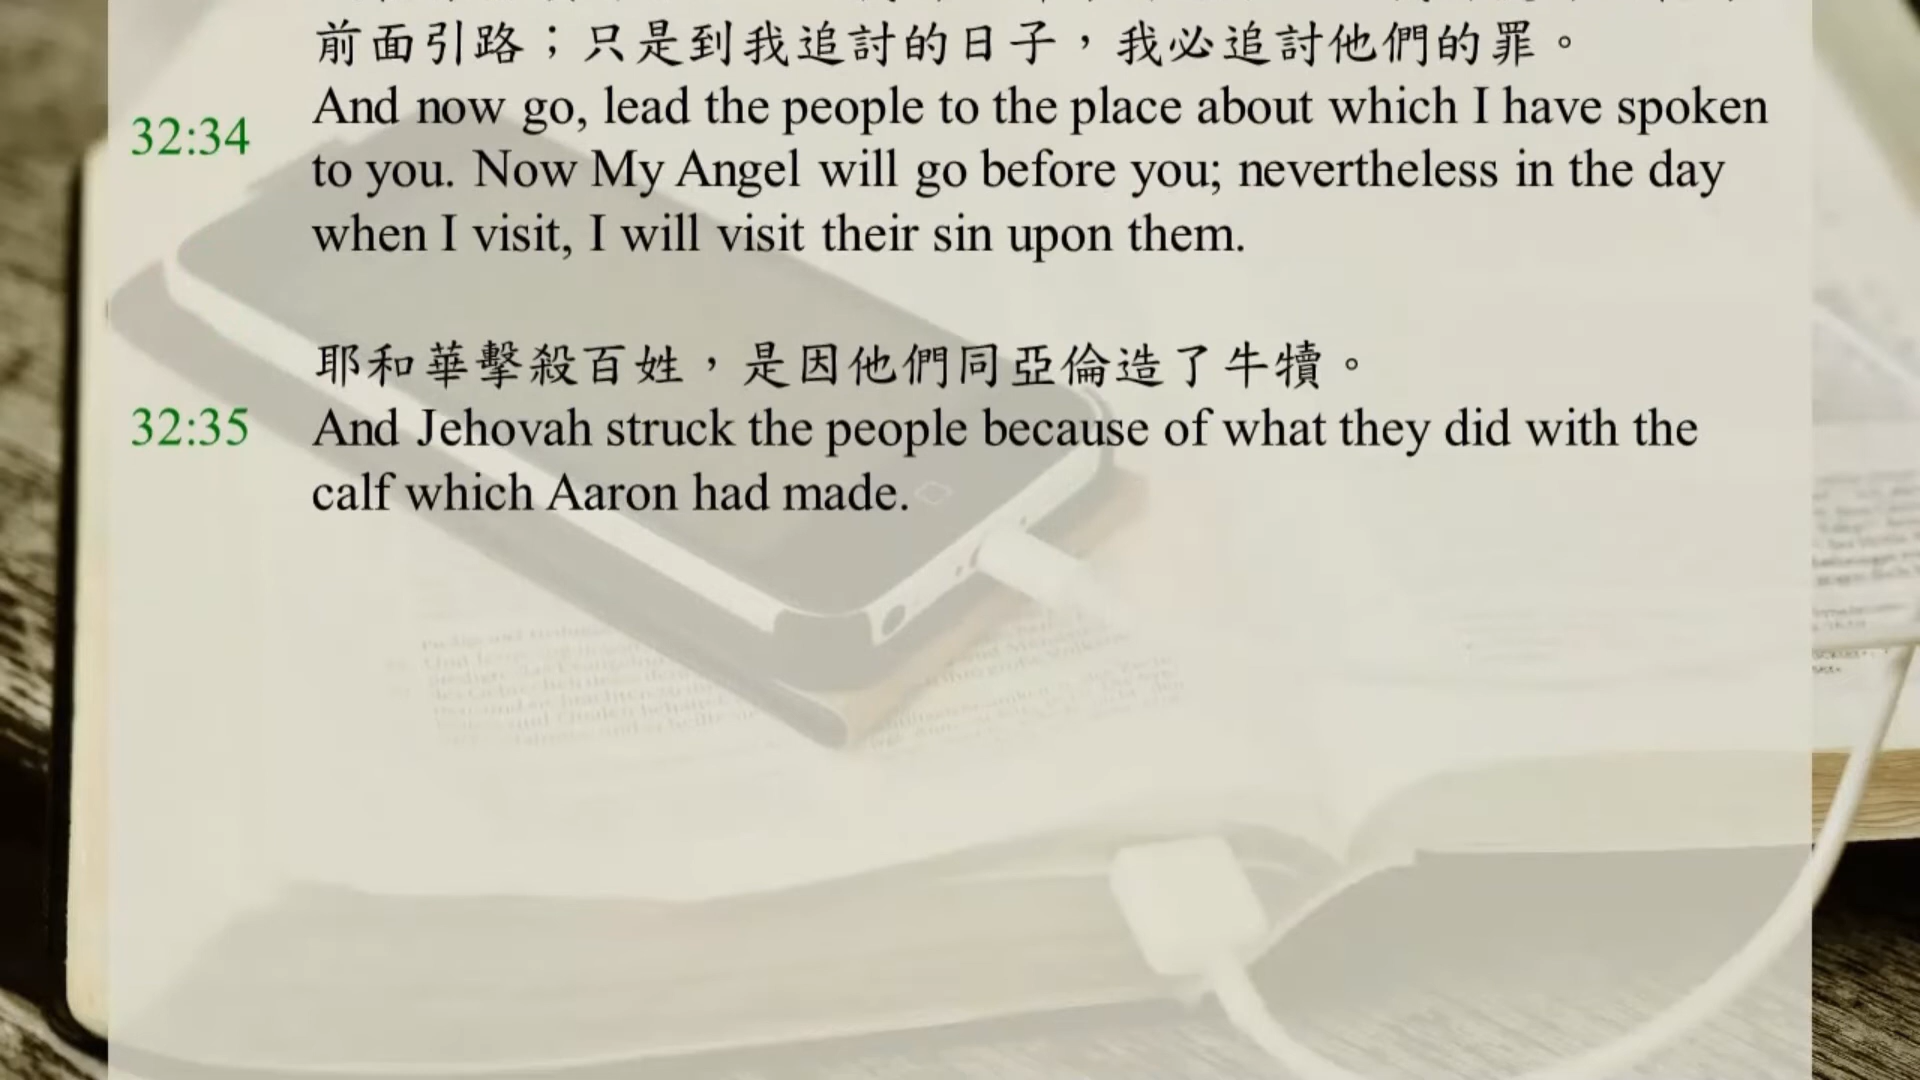 前面引路；只是到我追討的日子，我必追討他們的罪。
32:34
And now go, lead the people to the place about which I have spoken
to you. Now My Angel will go before you; nevertheless in the day
when I visit, I will visit their sin upon them.
耶和華擊殺百姓，是因他們同亞倫造了牛犢。
32:35
And Jehovah struck the people because of what they did with the
calf which Aaron had made.